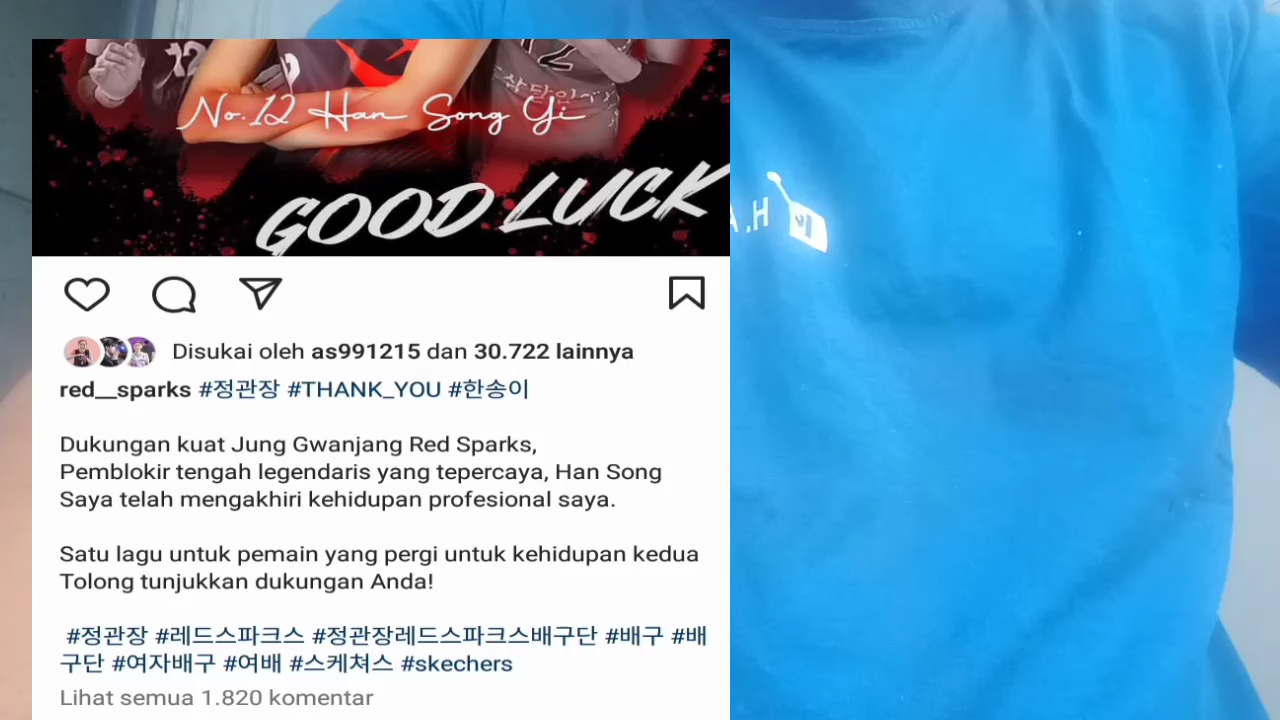 12
12
삼달인
No.12 Han Song Yi
GOOD LUCK
A.H
Disukai oleh as991215 dan 30.722 lainnya
red__sparks #정관장 #THANK_YOU #한송이
Dukungan kuat Jung Gwanjang Red Sparks,
Pemblokir tengah legendaris yang tepercaya, Han Song
Saya telah mengakhiri kehidupan profesional saya.
Satu lagu untuk pemain yang pergi untuk kehidupan kedua
Tolong tunjukkan dukungan Anda!
#정관장 #레드스파크스 #정관장레드스파크스배구단 #배구 #배
구단 #여자배구 #여배 #스케쳐스 #skechers
Lihat semua 1.820 komentar